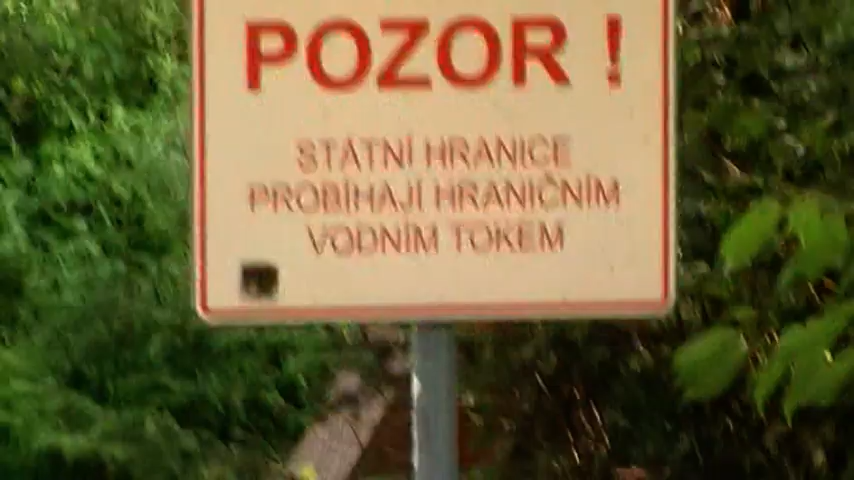 POZOR !
STÁTNÍ HRANICE
PROBÍHAJÍ HRANIČNÍM
VODNÍM TOKEM